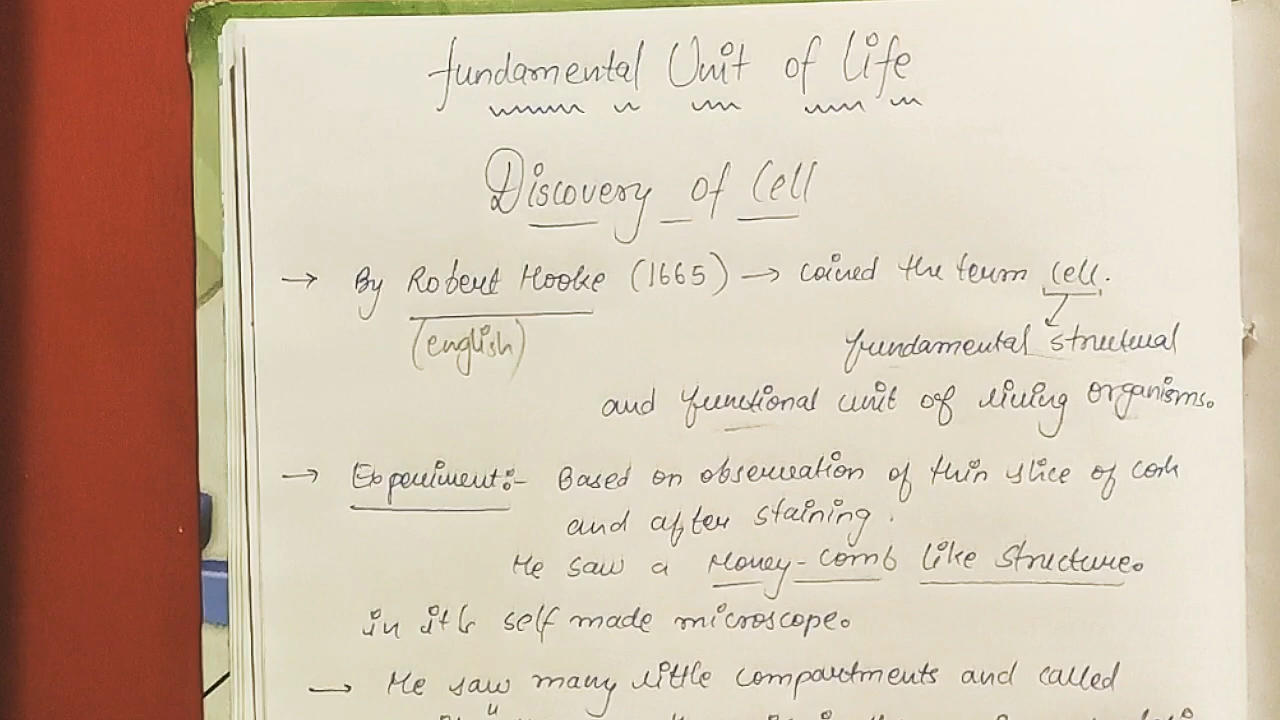 fundamental Unit of life
Discovery of Cell
→ By Robert Hooke (1665) → coined the term cell.
(english)
fundamental structural
and functional unit of living organisms.
→ Experiment:- Based on observation of thin slice of cork
and after staining.
He saw a Honey-comb like structure.
in it's self made microscope.
→ He saw many little compartments and called